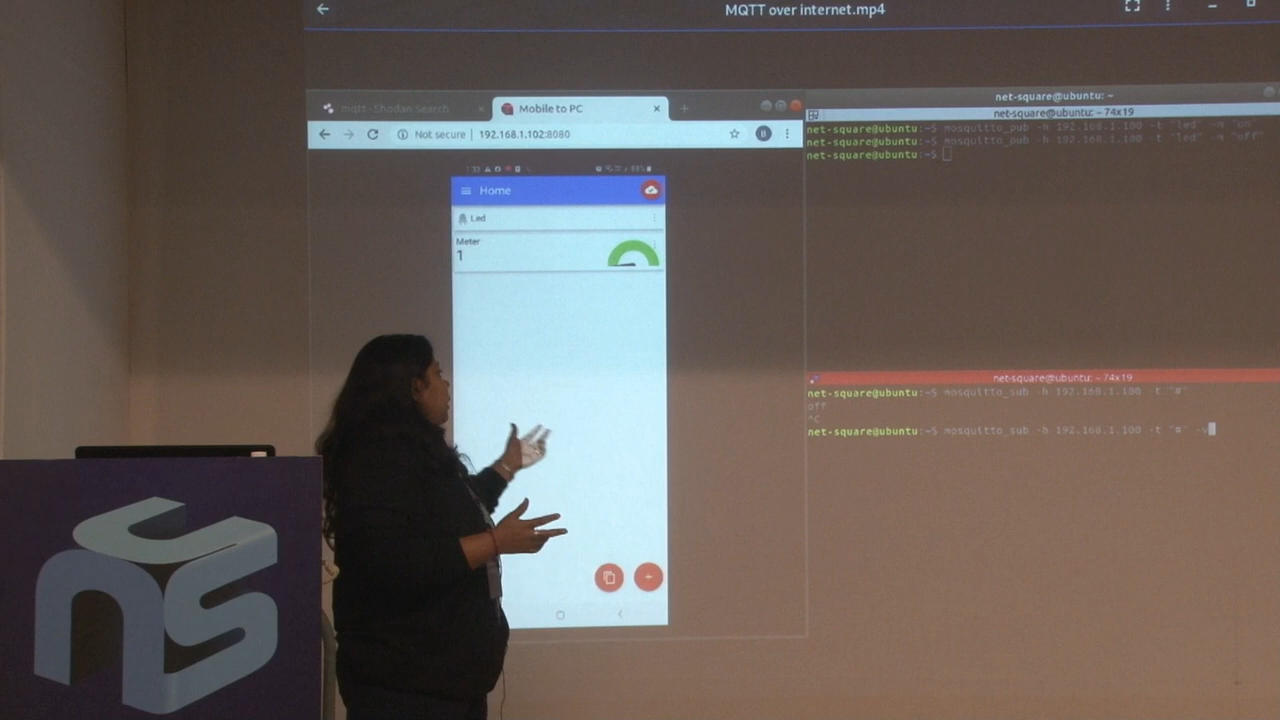 MQTT over internet.mp4
mqtt - Shodan Search
Mobile to PC
Not secure | 192.168.1.102:8080
B
Home
Led
Meter
1
net-square@ubuntu: ~
net-square@ubuntu: ~ 74x19
net-square@ubuntu:~$ mosquitto_pub -h 192.168.1.100 -t "led" -m "on"
net-square@ubuntu:~$ mosquitto_pub -h 192.168.1.100 -t "led" -m "off"
net-square@ubuntu:~$
net-square@ubuntu: ~ 74x19
net-square@ubuntu:~$ mosquitto_sub -h 192.168.1.100 -t "#"
off
^C
net-square@ubuntu:~$ mosquitto_sub -h 192.168.1.100 -t "#" -v
nsc